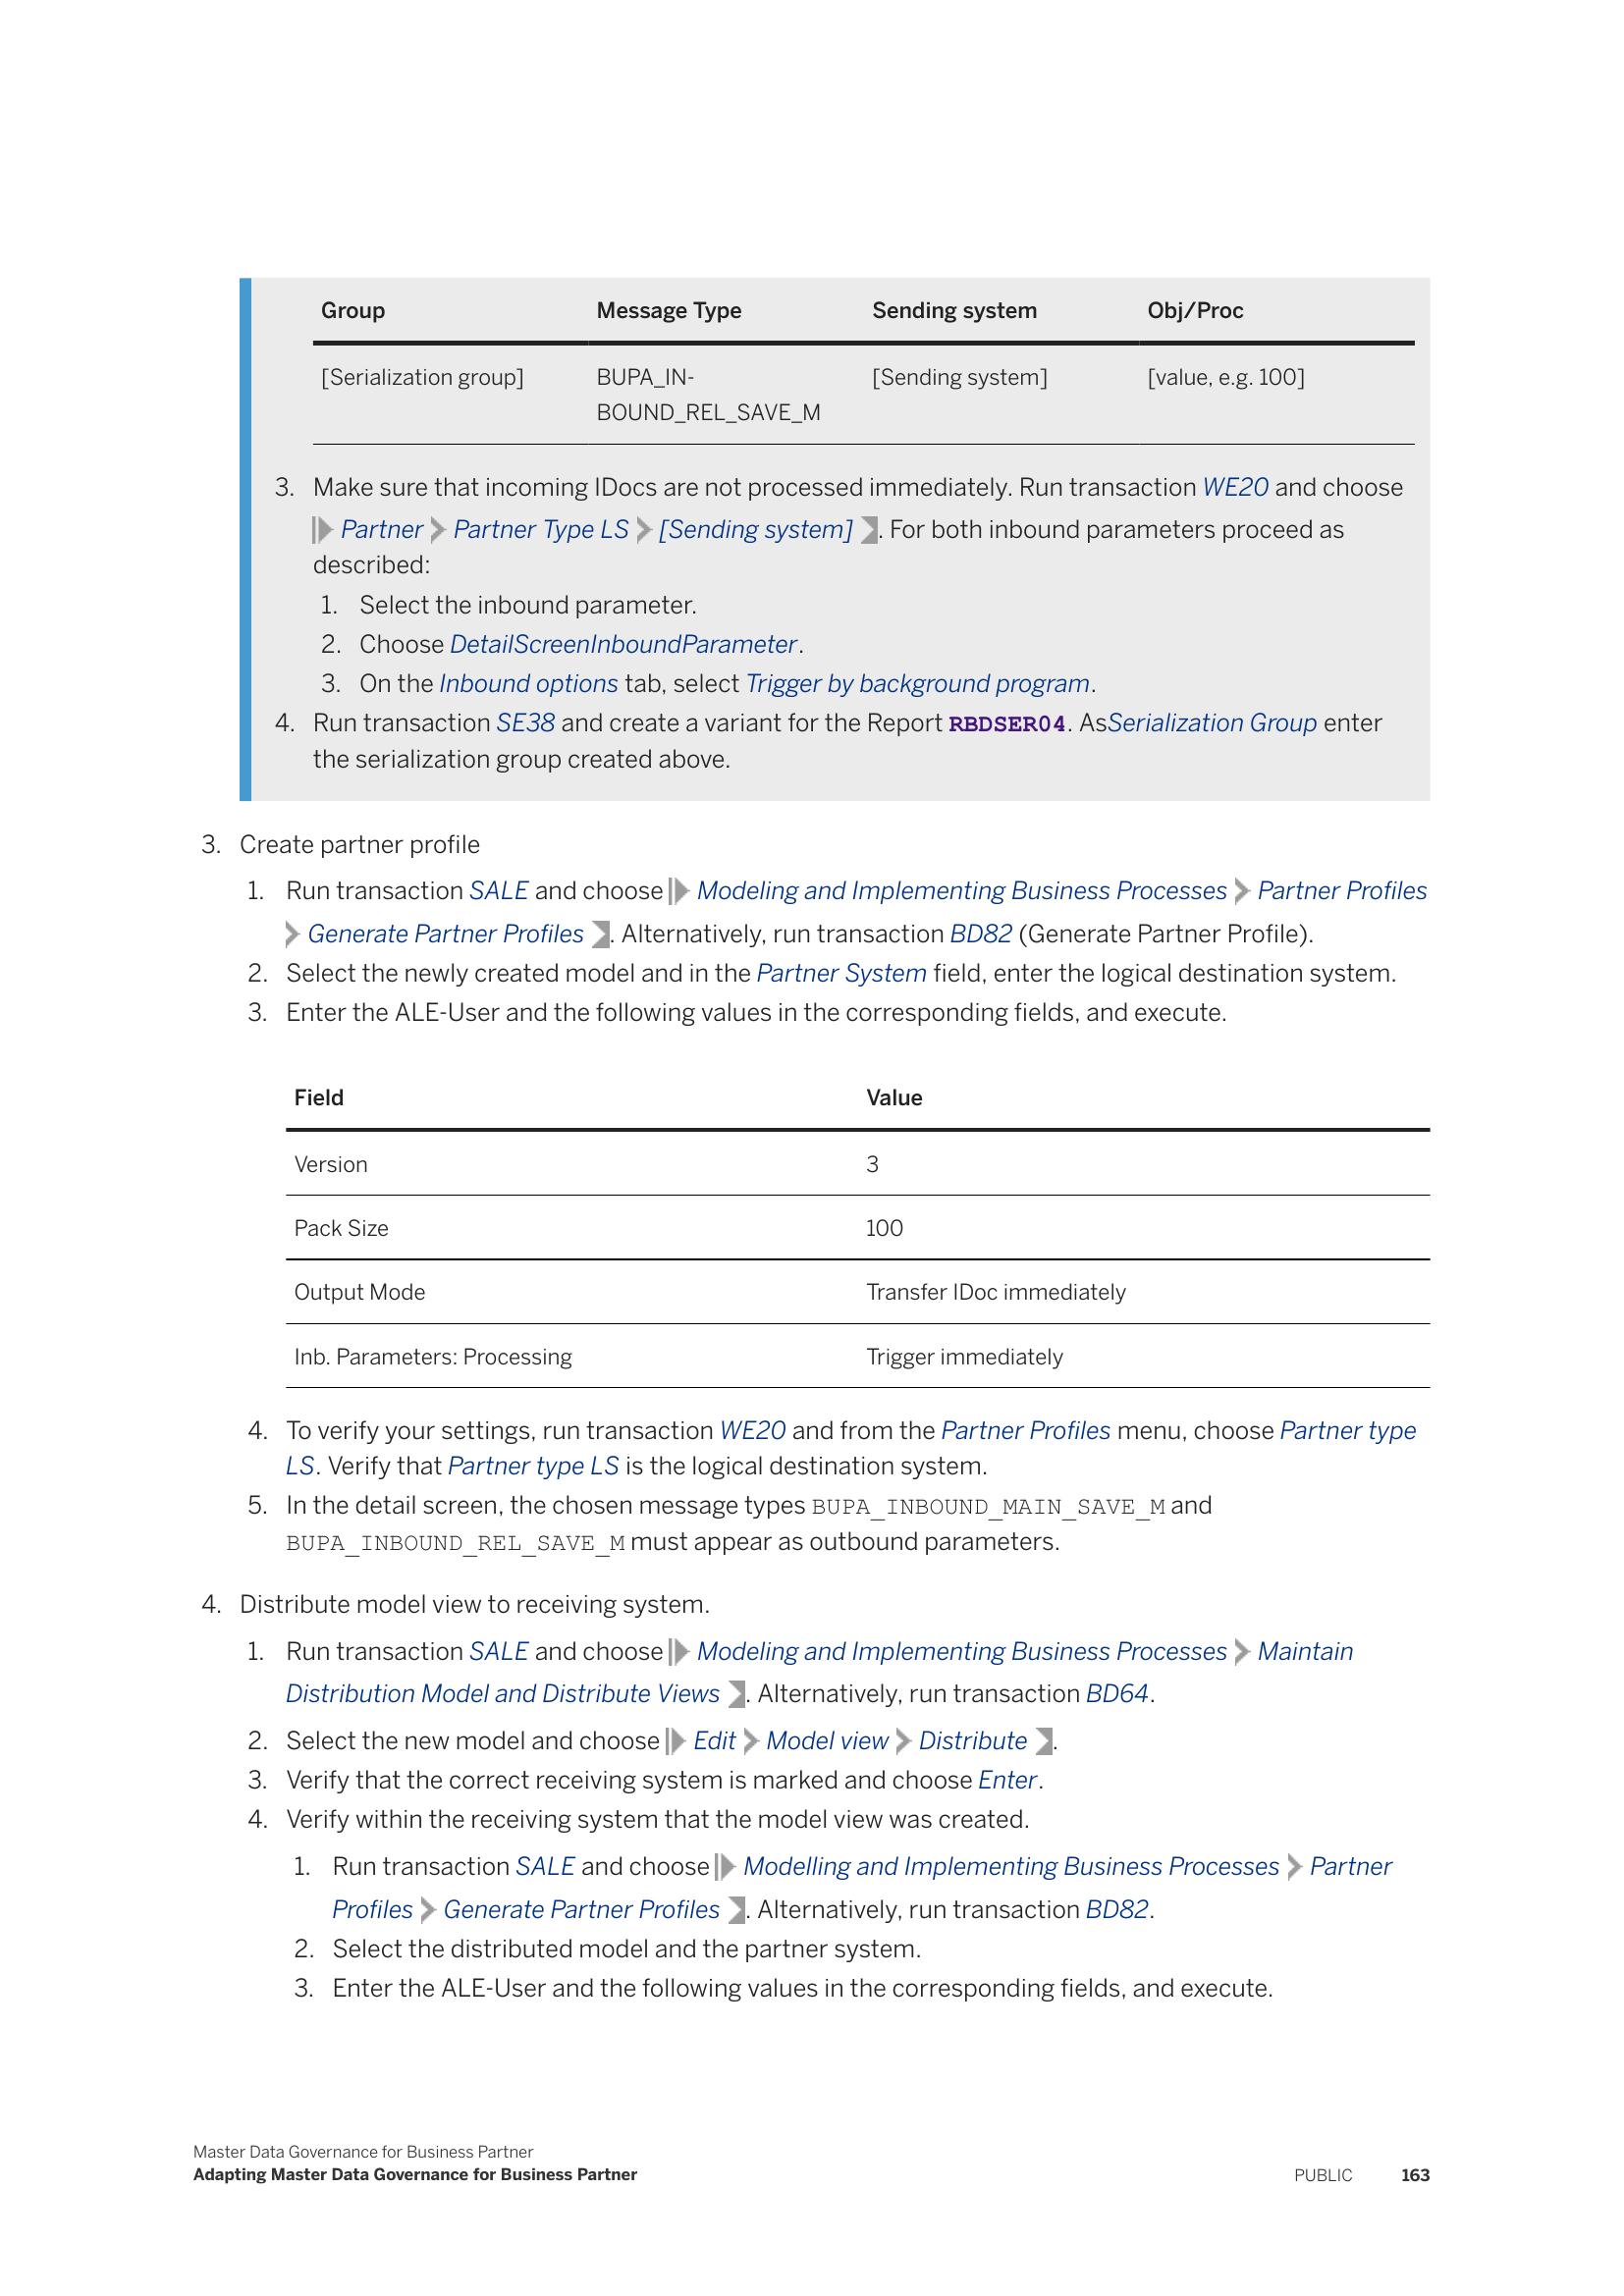 Group Message Type Sending system Obj/Proc
[Serialization group] BUPA_IN- [Sending system] [value, e.g. 100]
BOUND_REL_SAVE_M
3. Make sure that incoming IDocs are not processed immediately. Run transaction WE20 and choose
Partner Partner Type LS [Sending system] . For both inbound parameters proceed as
described:
1. Select the inbound parameter.
2. Choose DetailScreenInboundParameter.
3. On the Inbound options tab, select Trigger by background program.
4. Run transaction SE38 and create a variant for the Report RBDSER04. AsSerialization Group enter
the serialization group created above.
3. Create partner profile
1. Run transaction SALE and choose Modeling and Implementing Business Processes Partner Profiles
Generate Partner Profiles . Alternatively, run transaction BD82 (Generate Partner Profile).
2. Select the newly created model and in the Partner System field, enter the logical destination system.
3. Enter the ALE-User and the following values in the corresponding fields, and execute.
Field Value
Version 3
Pack Size 100
Output Mode Transfer IDoc immediately
Inb. Parameters: Processing Trigger immediately
4. To verify your settings, run transaction WE20 and from the Partner Profiles menu, choose Partner type
LS. Verify that Partner type LS is the logical destination system.
5. In the detail screen, the chosen message types BUPA_INBOUND_MAIN_SAVE_M and
BUPA_INBOUND_REL_SAVE_M must appear as outbound parameters.
4. Distribute model view to receiving system.
1. Run transaction SALE and choose Modeling and Implementing Business Processes Maintain
Distribution Model and Distribute Views . Alternatively, run transaction BD64.
2. Select the new model and choose Edit Model view Distribute .
3. Verify that the correct receiving system is marked and choose Enter.
4. Verify within the receiving system that the model view was created.
1. Run transaction SALE and choose Modelling and Implementing Business Processes Partner
Profiles Generate Partner Profiles . Alternatively, run transaction BD82.
2. Select the distributed model and the partner system.
3. Enter the ALE-User and the following values in the corresponding fields, and execute.
Master Data Governance for Business Partner
Adapting Master Data Governance for Business Partner PUBLIC 163